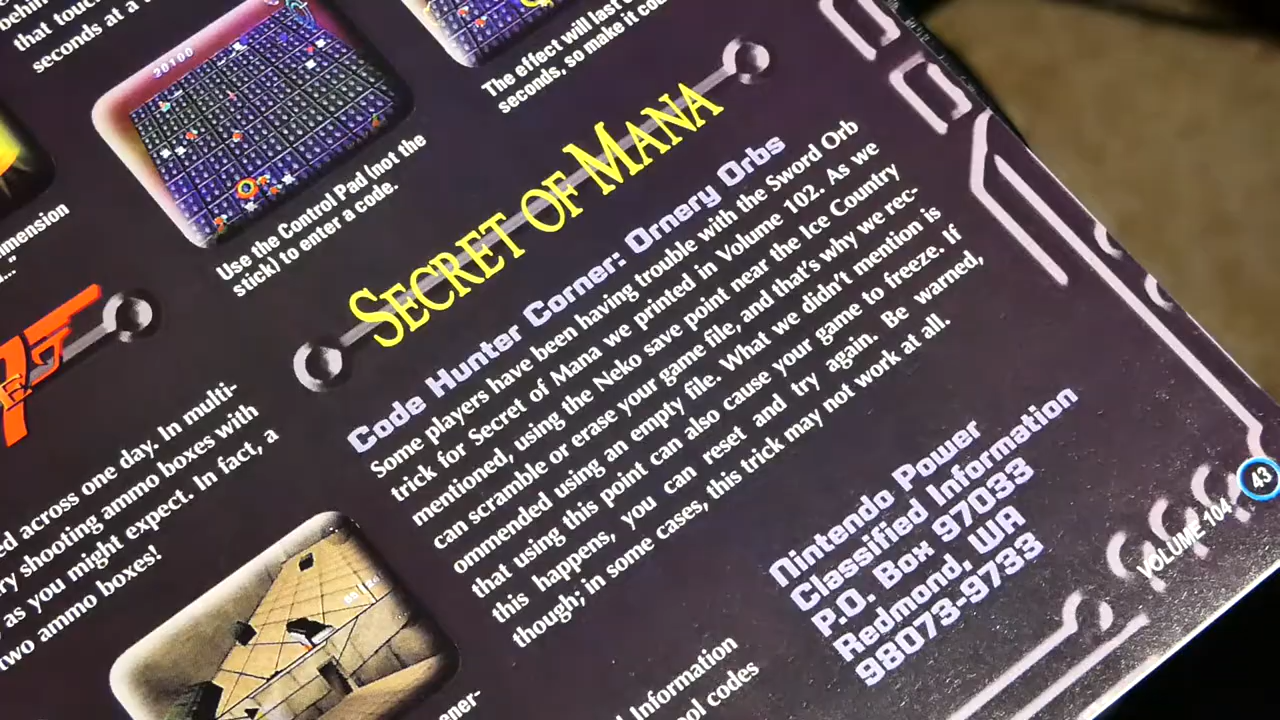 behin
that touc
seconds at a t
20100
The effect will last
seconds, so make it cou
Use the Control Pad (not the
stick) to enter a code.
imension
..."
ed across one day. In multi-
ry shooting ammo boxes with
as you might expect. In fact, a
two ammo boxes!
SECRET OF MANA
Code Hunter Corner: Ornery Orbs
Some players have been having trouble with the Sword Orb
trick for Secret of Mana we printed in Volume 102. As we
mentioned, using the Neko save point near the Ice Country
can scramble or erase your game file, and that's why we rec-
ommended using an empty file. What we didn't mention is
that using this point can also cause your game to freeze. If
this happens, you can reset and try again. Be warned,
though; in some cases, this trick may not work at all.
Nintendo Power
Classified Information
P.O. Box 97033
Redmond, WA
98073-9733
ener-
d Information
ool codes
VOLUME 104
43